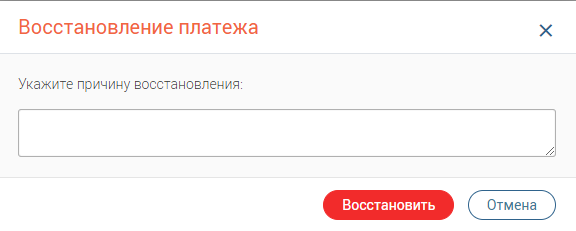 Восстановление платежа
Укажите причину восстановления:
Восстановить
Отмена